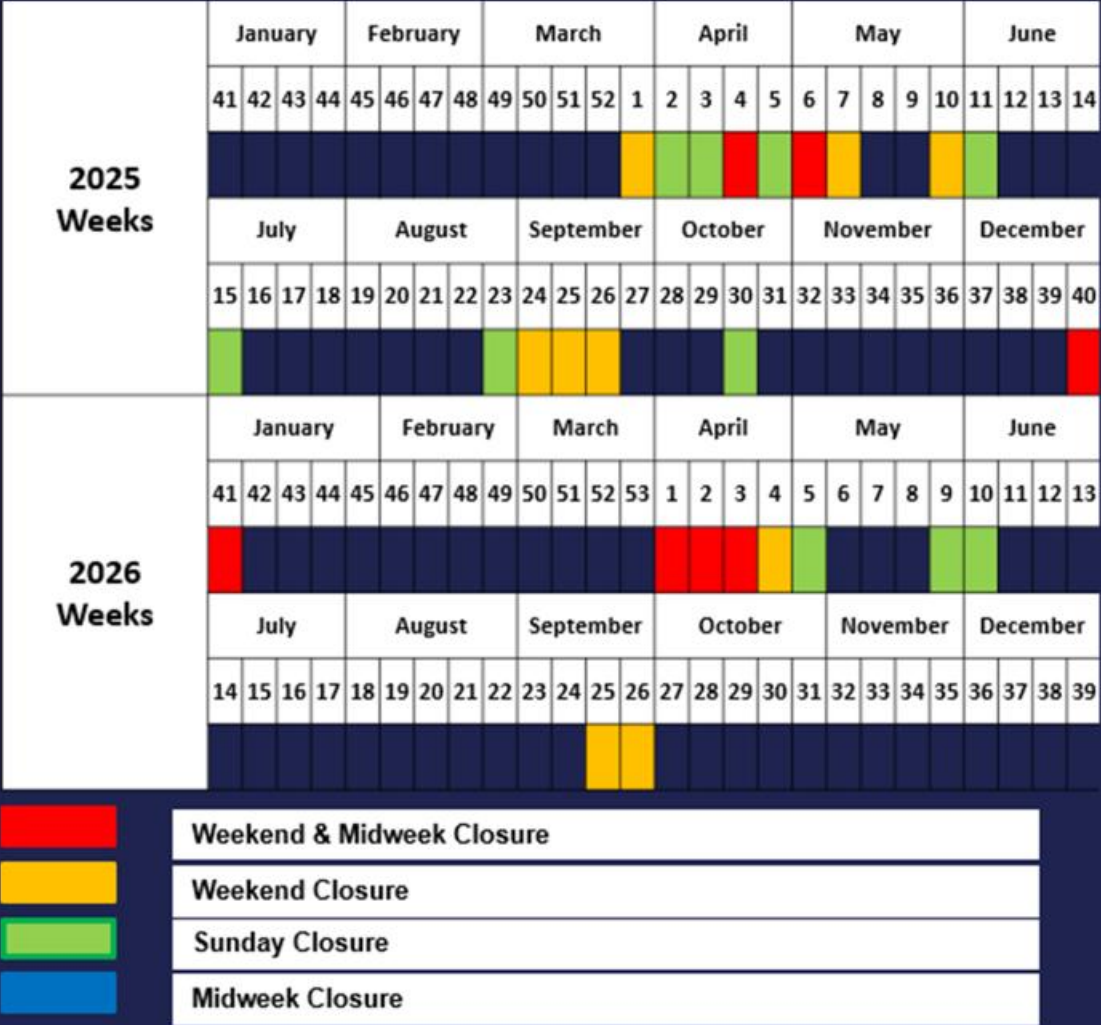 January February March April May June
41 42 43 44 45 46 47 48 49 50 51 52 1 2 3 4 5 6 7 8 9 10 11 12 13 14
2025
Weeks
July August September October November December
15 16 17 18 19 20 21 22 23 24 25 26 27 28 29 30 31 32 33 34 35 36 37 38 39 40
January February March April May June
41 42 43 44 45 46 47 48 49 50 51 52 53 1 2 3 4 5 6 7 8 9 10 11 12 13
2026
Weeks
July August September October November December
14 15 16 17 18 19 20 21 22 23 24 25 26 27 28 29 30 31 32 33 34 35 36 37 38 39
Weekend & Midweek Closure
Weekend Closure
Sunday Closure
Midweek Closure